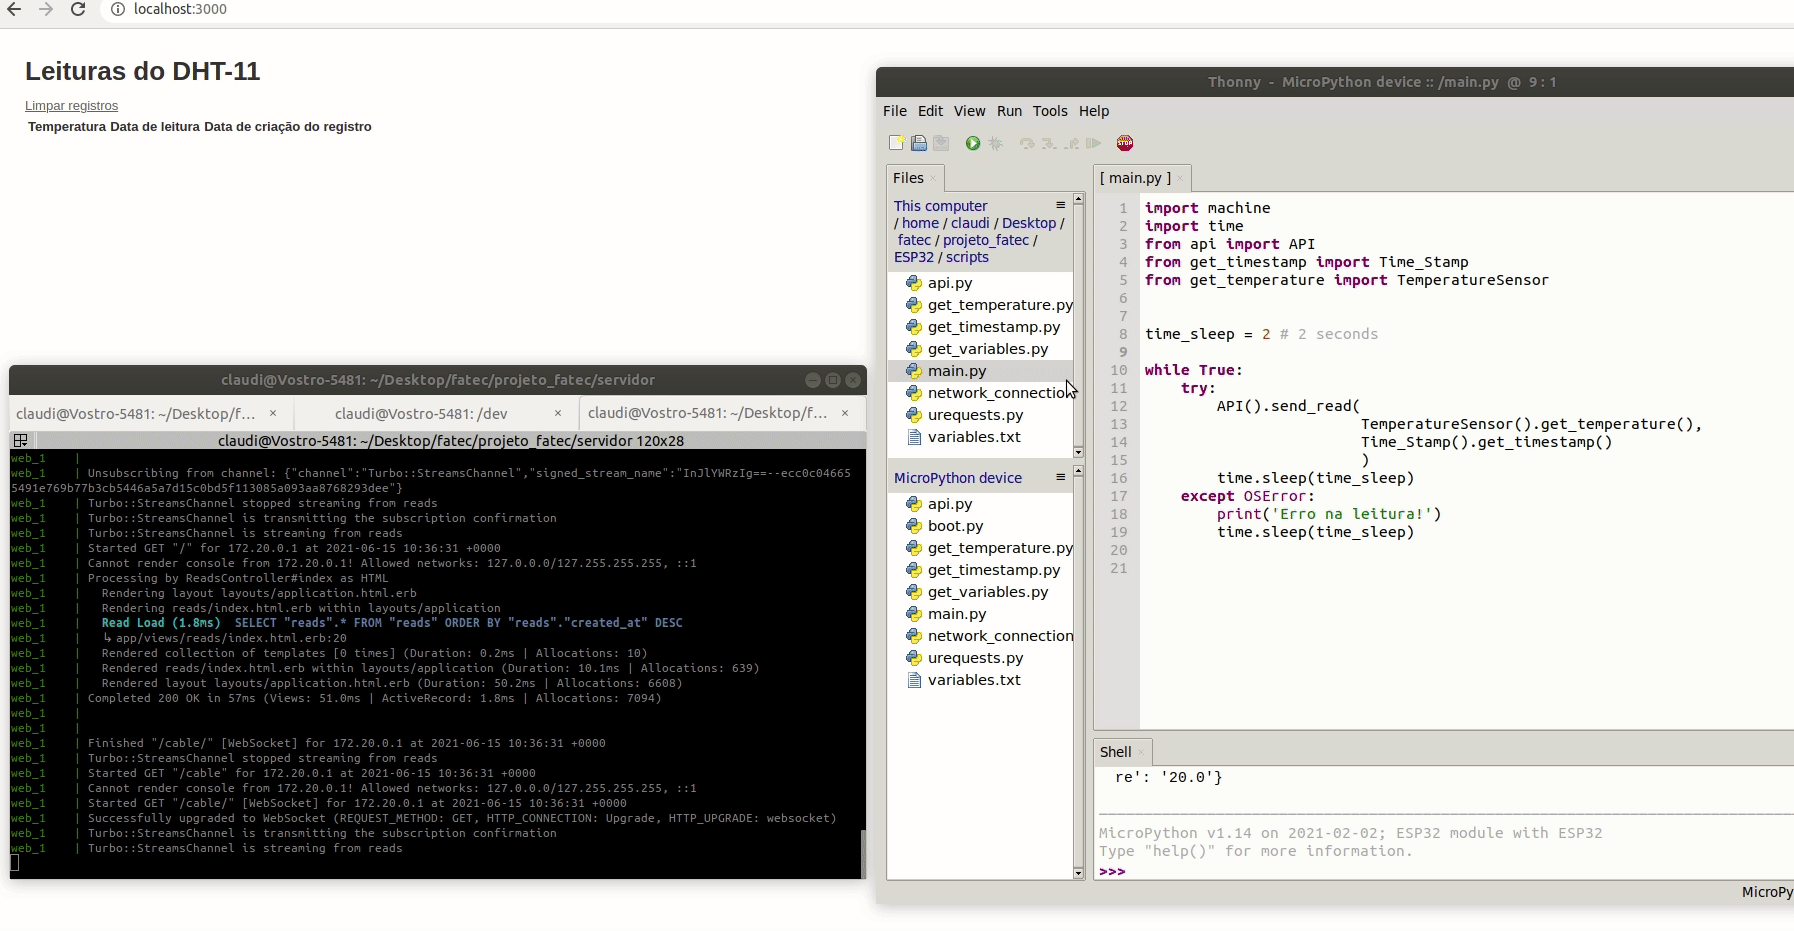 localhost:3000
Leituras do DHT-11
Limpar registros
Temperatura Data de leitura Data de criação do registro
claudi@Vostro-5481: ~/Desktop/fatec/projeto_fatec/servidor
claudi@Vostro-5481: ~/Desktop/f... ×
claudi@Vostro-5481: /dev ×
claudi@Vostro-5481: ~/Desktop/f... ×
claudi@Vostro-5481: ~/Desktop/fatec/projeto_fatec/servidor 120x28
web_1 |
web_1 | Unsubscribing from channel: {"channel":"Turbo::StreamsChannel","signed_stream_name":"InJlYWRzIg==--ecc0c04665
5491e769b77b3cb5446a5a7d15c0bd5f113085a093aa8768293dee"}
web_1 | Turbo::StreamsChannel stopped streaming from reads
web_1 | Turbo::StreamsChannel is transmitting the subscription confirmation
web_1 | Turbo::StreamsChannel is streaming from reads
web_1 | Started GET "/" for 172.20.0.1 at 2021-06-15 10:36:31 +0000
web_1 | Cannot render console from 172.20.0.1! Allowed networks: 127.0.0.0/127.255.255.255, ::1
web_1 | Processing by ReadsController#index as HTML
web_1 | Rendering layout layouts/application.html.erb
web_1 | Rendering reads/index.html.erb within layouts/application
web_1 | Read Load (1.8ms) SELECT "reads".* FROM "reads" ORDER BY "reads"."created_at" DESC
web_1 | ↳ app/views/reads/index.html.erb:20
web_1 | Rendered collection of templates [0 times] (Duration: 0.2ms | Allocations: 10)
web_1 | Rendered reads/index.html.erb within layouts/application (Duration: 10.1ms | Allocations: 639)
web_1 | Rendered layout layouts/application.html.erb (Duration: 50.2ms | Allocations: 6608)
web_1 | Completed 200 OK in 57ms (Views: 51.0ms | ActiveRecord: 1.8ms | Allocations: 7094)
web_1 |
web_1 |
web_1 | Finished "/cable/" [WebSocket] for 172.20.0.1 at 2021-06-15 10:36:31 +0000
web_1 | Turbo::StreamsChannel stopped streaming from reads
web_1 | Started GET "/cable" for 172.20.0.1 at 2021-06-15 10:36:31 +0000
web_1 | Cannot render console from 172.20.0.1! Allowed networks: 127.0.0.0/127.255.255.255, ::1
web_1 | Started GET "/cable/" [WebSocket] for 172.20.0.1 at 2021-06-15 10:36:31 +0000
web_1 | Successfully upgraded to WebSocket (REQUEST_METHOD: GET, HTTP_CONNECTION: Upgrade, HTTP_UPGRADE: websocket)
web_1 | Turbo::StreamsChannel is transmitting the subscription confirmation
web_1 | Turbo::StreamsChannel is streaming from reads
Thonny - MicroPython device :: /main.py @ 9 : 1
File Edit View Run Tools Help
STOP
Files ×
This computer ≡
/ home / claudi / Desktop /
fatec / projeto_fatec /
ESP32 / scripts
api.py
get_temperature.py
get_timestamp.py
get_variables.py
main.py
network_connection
urequests.py
variables.txt
MicroPython device ≡
api.py
boot.py
get_temperature.py
get_timestamp.py
get_variables.py
main.py
network_connection
urequests.py
variables.txt
[ main.py ] ×
1 import machine
2 import time
3 from api import API
4 from get_timestamp import Time_Stamp
5 from get_temperature import TemperatureSensor
6
7
8 time_sleep = 2 # 2 seconds
9
10 while True:
11 try:
12 API().send_read(
13 TemperatureSensor().get_temperature(),
14 Time_Stamp().get_timestamp()
15 )
16 time.sleep(time_sleep)
17 except OSError:
18 print('Erro na leitura!')
19 time.sleep(time_sleep)
20
21
Shell ×
re': '20.0'}
MicroPython v1.14 on 2021-02-02; ESP32 module with ESP32
Type "help()" for more information.
>>>
MicroPy